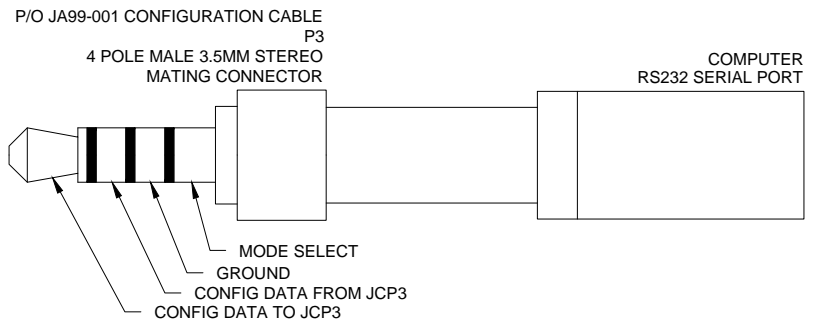 P/O JA99-001 CONFIGURATION CABLE
P3
4 POLE MALE 3.5MM STEREO
MATING CONNECTOR
COMPUTER
RS232 SERIAL PORT
MODE SELECT
GROUND
CONFIG DATA FROM JCP3
CONFIG DATA TO JCP3